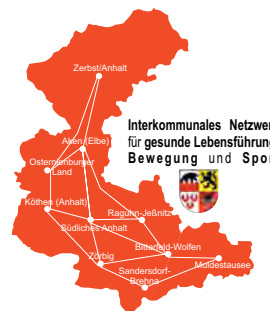 Zerbst/Anhalt
Interkommunales Netzwer
für gesunde Lebensführung
Bewegung und Spor
Aken (Elbe)
Osternienburger
Land
Köthen (Anhalt)
Raguhn-Jeßnitz
Südliches Anhalt
Bitterfeld-Wolfen
Zörbig
Muldestausee
Sandersdorf-
Brehna